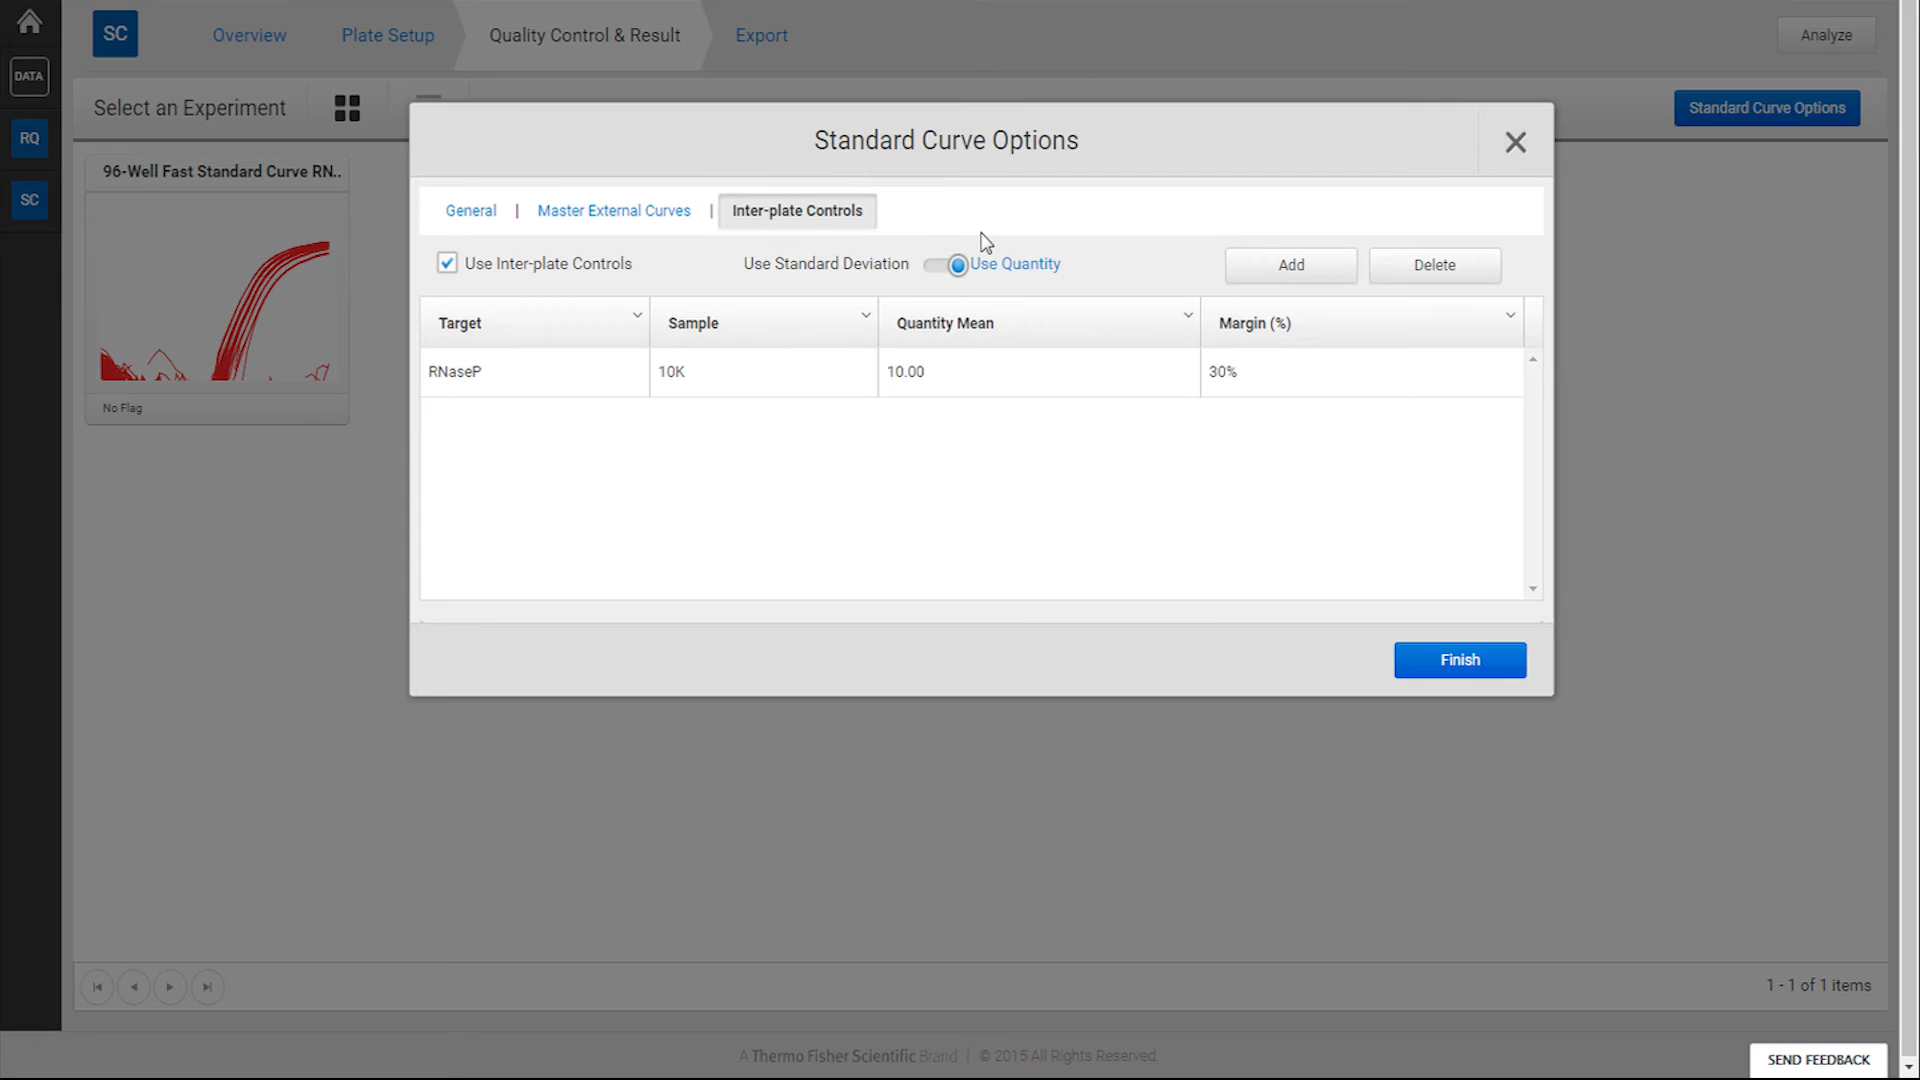 SC
Overview
Plate Setup
Quality Control & Result
Export
Analyze
DATA
RQ
SC
Select an Experiment
Standard Curve Options
96-Well Fast Standard Curve RN..
No Flag
Standard Curve Options
General | Master External Curves | Inter-plate Controls
Use Inter-plate Controls
Use Standard Deviation
Use Quantity
Add
Delete
Target
Sample
Quantity Mean
Margin (%)
RNaseP
10K
10.00
30%
Finish
1 - 1 of 1 items
A Thermo Fisher Scientific Brand | © 2015 All Rights Reserved.
SEND FEEDBACK